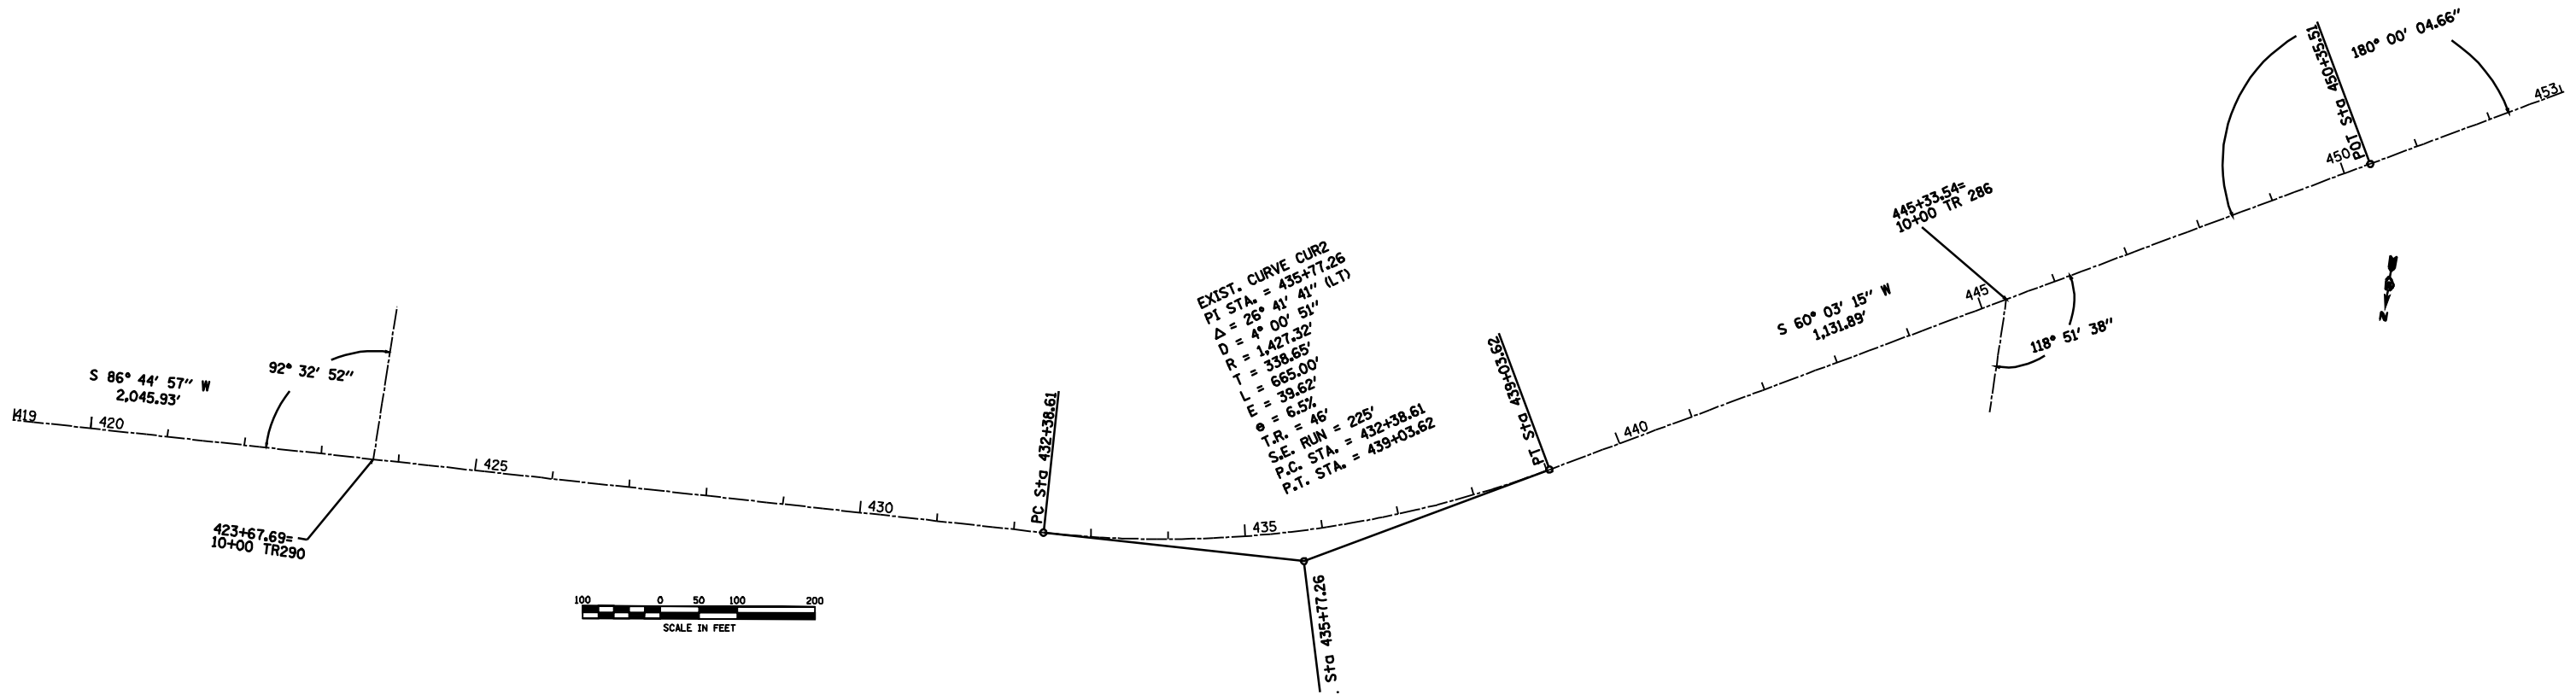 419
S 86° 44' 57" W
2,045.93'
420
92° 32' 52"
423+67.69=
10+00 TR290
425
430
PC Sta 432+38.61
100 0 50 100 200
SCALE IN FEET
EXIST. CURVE CUR2
PI STA. = 435+77.26
Δ = 26° 41' 41" (LT)
D = 4° 00' 51"
R = 1,427.32'
T = 338.65'
L = 665.00'
E = 39.62'
e = 6.5%
T.R. = 46'
S.E. RUN = 225'
P.C. STA. = 432+38.61
P.T. STA. = 439+03.62
435
Sta 435+77.26
PT Sta 439+03.62
440
S 60° 03' 15" W
1,131.89'
445+33.54=
10+00 TR 286
445
118° 51' 38"
450
POT Sta 450+35.51
180° 00' 04.66"
453
N